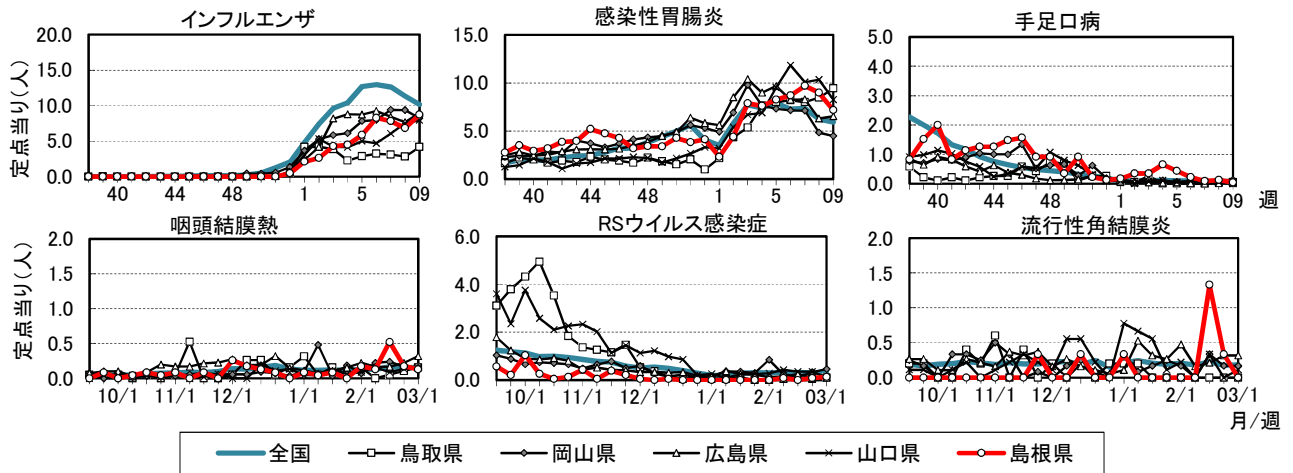 インフルエンザ 感染性胃腸炎 手足口病
定点当り(人)
20.0 15.0 10.0 5.0 0.0
40 44 48 1 5 09
15.0 10.0 5.0 0.0
40 44 48 1 5 09
5.0 4.0 3.0 2.0 1.0 0.0
40 44 48 1 5 09 週
咽頭結膜熱 RSウイルス感染症 流行性角結膜炎
定点当り(人)
2.0 1.5 1.0 0.5 0.0
10/1 11/1 12/1 1/1 2/1 03/1
6.0 4.0 2.0 0.0
10/1 11/1 12/1 1/1 2/1 03/1
2.0 1.5 1.0 0.5 0.0
10/1 11/1 12/1 1/1 2/1 03/1
月/週
全国 鳥取県 岡山県 広島県 山口県 島根県